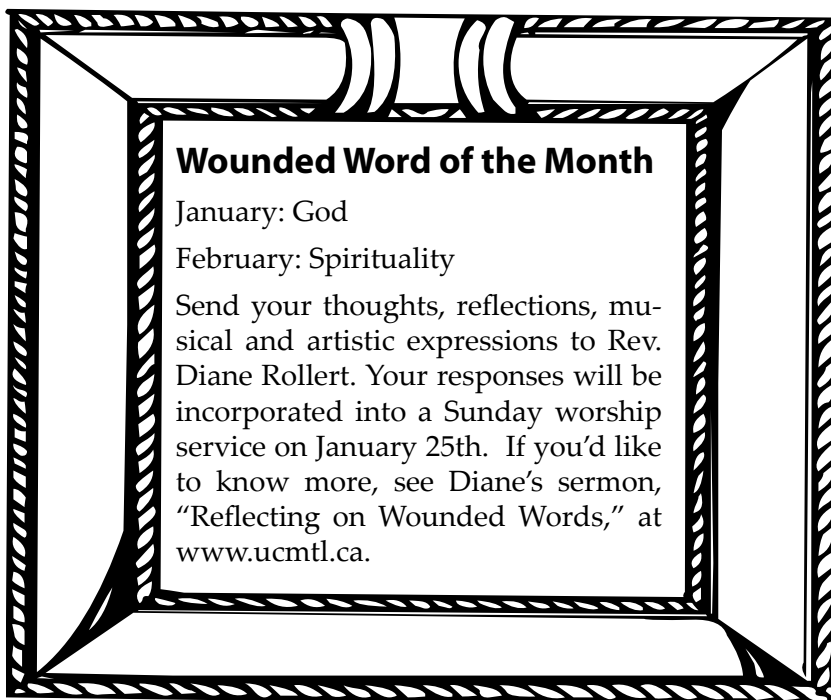 Wounded Word of the Month
January: God
February: Spirituality
Send your thoughts, reflections, mu-
sical and artistic expressions to Rev.
Diane Rollert. Your responses will be
incorporated into a Sunday worship
service on January 25th.  If you’d like
to know more, see Diane’s sermon,
“Reflecting on Wounded Words,” at
www.ucmtl.ca.